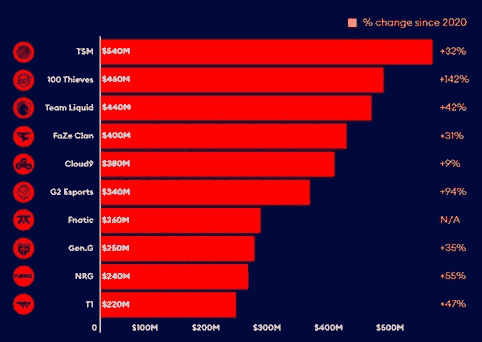 % change since 2020
TSM $540M +32%
100 Thieves $460M +142%
Team Liquid $440M +42%
FaZe Clan $400M +31%
Cloud9 $380M +9%
G2 Esports $340M +94%
Fnatic $260M N/A
Gen.G $250M +35%
NRG $240M +55%
T1 $220M +47%
0 $100M $200M $300M $400M $500M